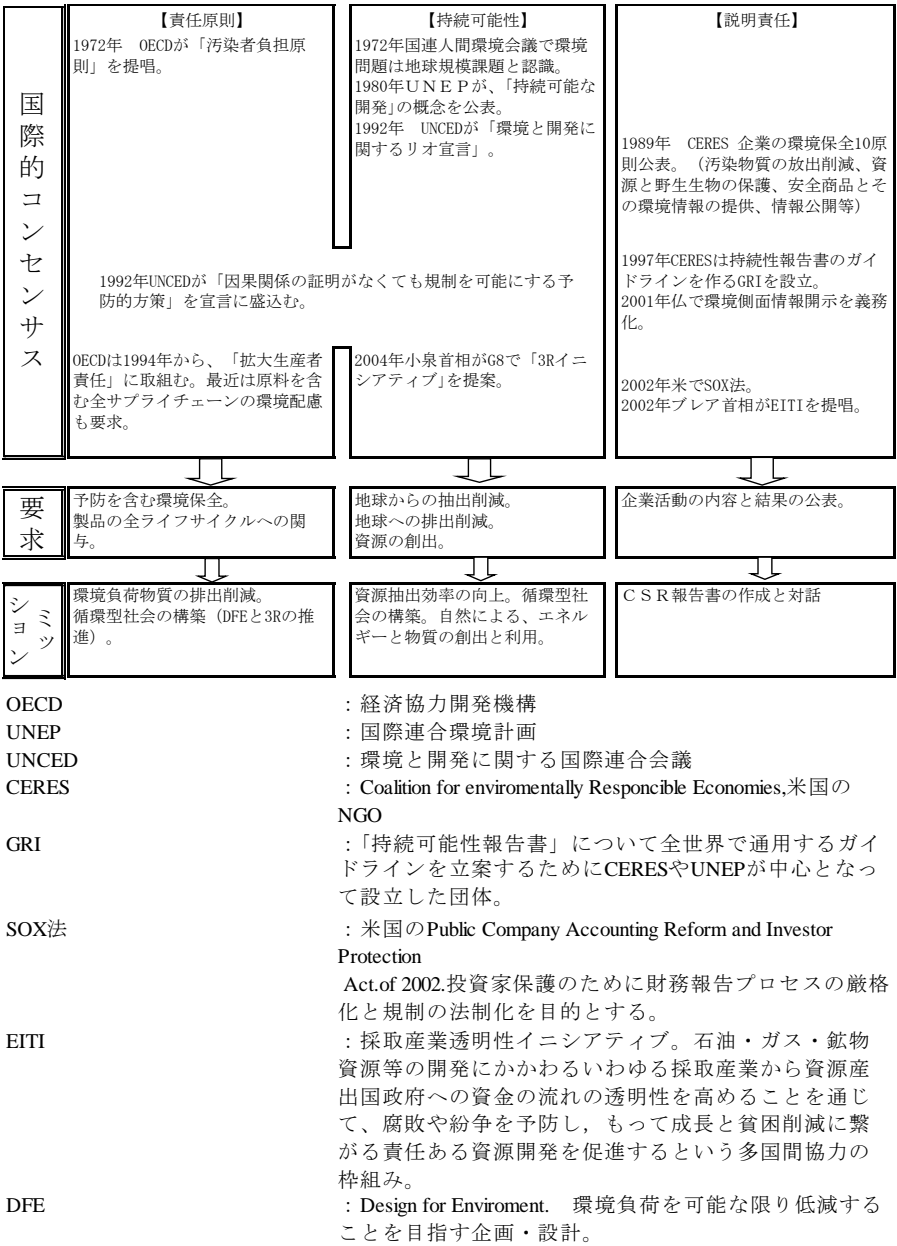 国際的コンセンサス
【責任原則】
1972年　OECDが「汚染者負担原
則」を提唱。
【持続可能性】
1972年国連人間環境会議で環境
問題は地球規模課題と認識。
1980年ＵＮＥＰが、「持続可能な
開発」の概念を公表。
1992年　UNCEDが「環境と開発に
関するリオ宣言」。
【説明責任】
1989年　CERES 企業の環境保全10原
則公表。（汚染物質の放出削減、資
源と野生生物の保護、安全商品とそ
の環境情報の提供、情報公開等）
1997年CERESは持続性報告書のガイ
ドラインを作るGRIを設立。
2001年仏で環境側面情報開示を義務
化。
2002年米でSOX法。
2002年ブレア首相がEITIを提唱。
1992年UNCEDが「因果関係の証明がなくても規制を可能にする予
防的方策」を宣言に盛込む。
OECDは1994年から、「拡大生産者
責任」に取組む。最近は原料を含
む全サプライチェーンの環境配慮
も要求。
2004年小泉首相がG8で「3Rイニ
シアティブ」を提案。
要求
予防を含む環境保全。
製品の全ライフサイクルへの関
与。
地球からの抽出削減。
地球への排出削減。
資源の創出。
企業活動の内容と結果の公表。
ミッション
環境負荷物質の排出削減。
循環型社会の構築（DFEと3Rの推
進）。
資源抽出効率の向上。循環型社
会の構築。自然による、エネル
ギーと物質の創出と利用。
ＣＳＲ報告書の作成と対話
OECD：経済協力開発機構
UNEP：国際連合環境計画
UNCED：環境と開発に関する国際連合会議
CERES：Coalition for enviromentally Responcible Economies,米国の
NGO
GRI：「持続可能性報告書」について全世界で通用するガイ
ドラインを立案するためにCERESやUNEPが中心となっ
て設立した団体。
SOX法：米国のPublic Company Accounting Reform and Investor
Protection
Act.of 2002.投資家保護のために財務報告プロセスの厳格
化と規制の法制化を目的とする。
EITI：採取産業透明性イニシアティブ。石油・ガス・鉱物
資源等の開発にかかわるいわゆる採取産業から資源産
出国政府への資金の流れの透明性を高めることを通じ
て、腐敗や紛争を予防し，もって成長と貧困削減に繋
がる責任ある資源開発を促進するという多国間協力の
枠組み。
DFE：Design for Enviroment.　環境負荷を可能な限り低減する
ことを目指す企画・設計。